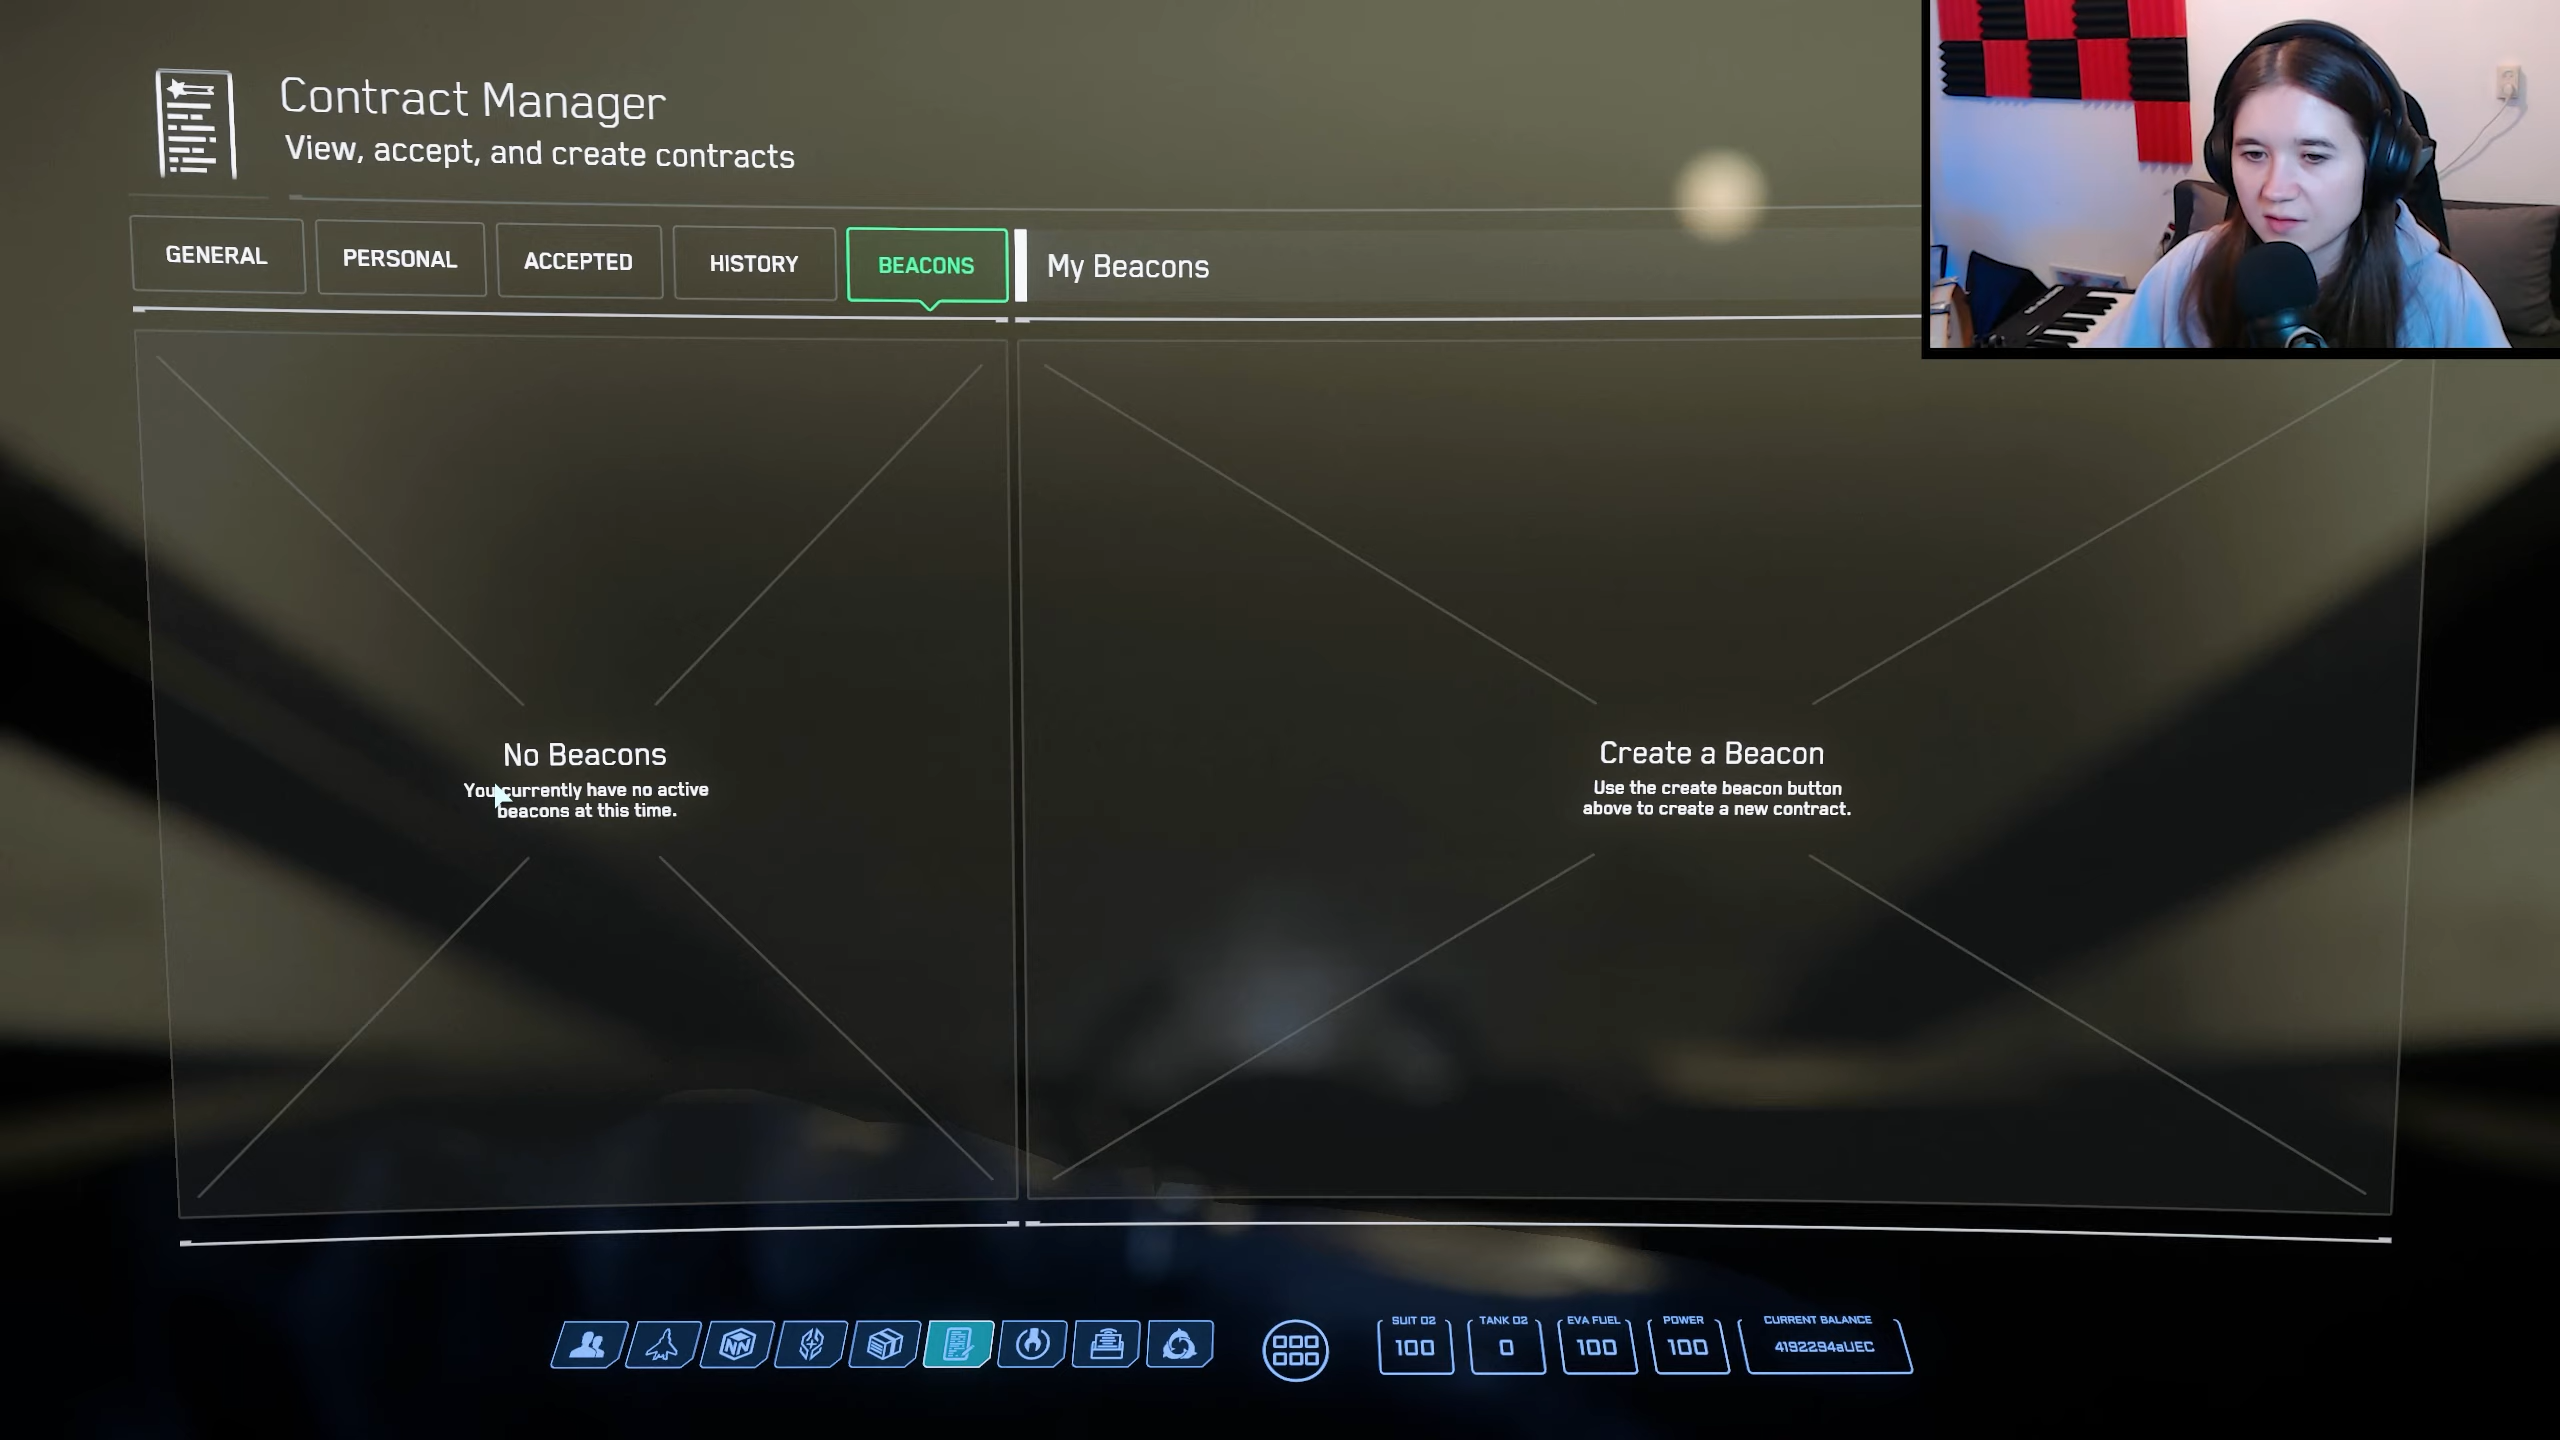 Contract Manager
View, accept, and create contracts
GENERAL
PERSONAL
ACCEPTED
HISTORY
BEACONS
My Beacons
No Beacons
You currently have no active
beacons at this time.
Create a Beacon
Use the create beacon button
above to create a new contract.
SUIT O2
100
TANK O2
0
EVA FUEL
100
POWER
100
CURRENT BALANCE
4192294aUEC